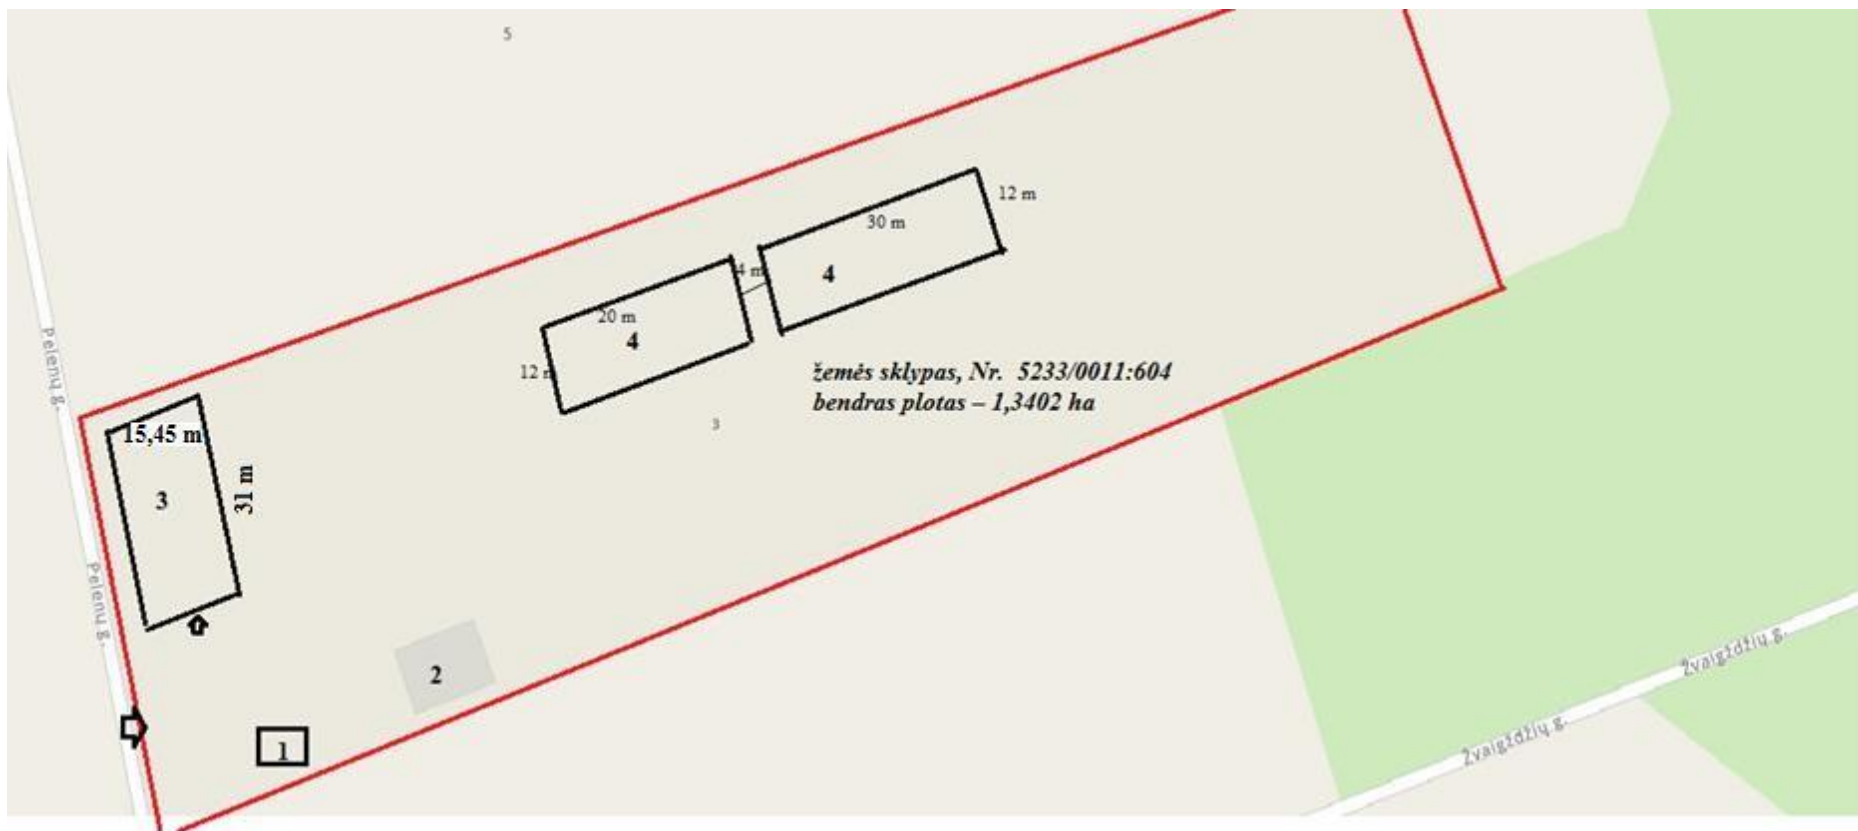 5
12 m
30 m
4 m
4
20 m
4
12 m
žemės sklypas, Nr. 5233/0011:604
bendras plotas – 1,3402 ha
Pelenų g.
3
15,45 m
31 m
3
Pelenų g.
2
1
Žvaigždžių g.
Žvaigždžių g.